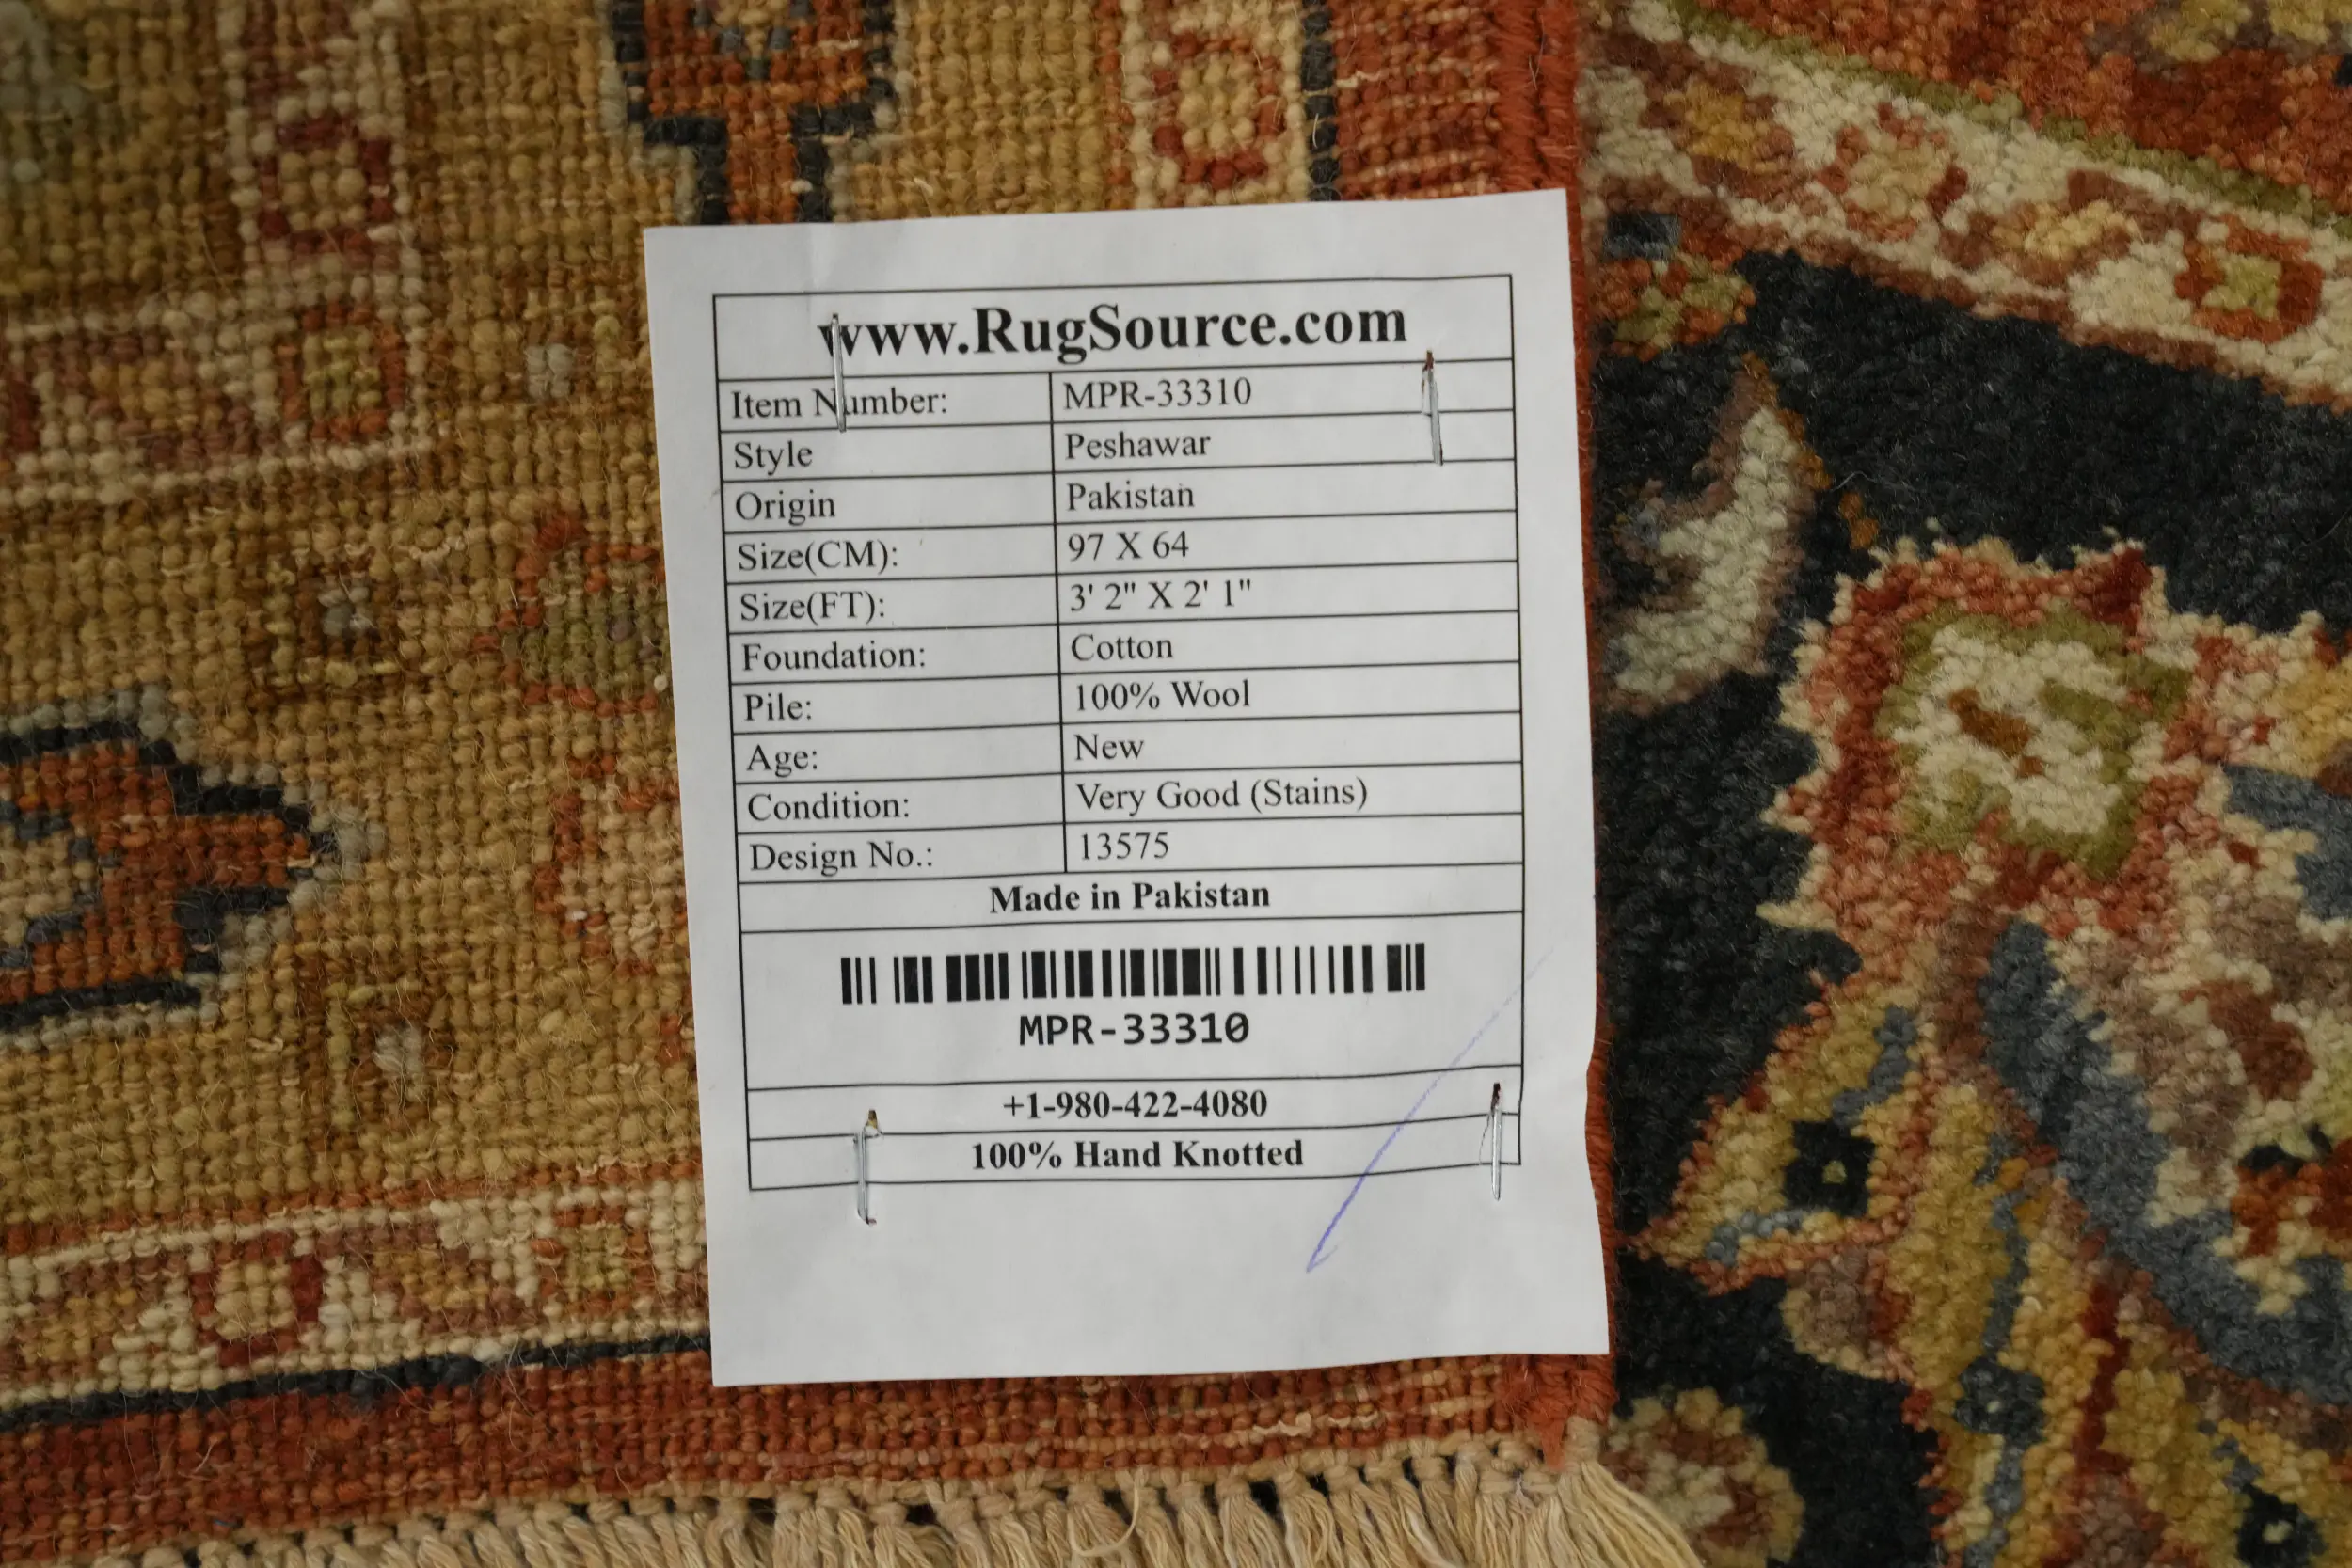 www.RugSource.com
Item Number: MPR-33310
Style Peshawar
Origin Pakistan
Size(CM): 97 X 64
Size(FT): 3' 2" X 2' 1"
Foundation: Cotton
Pile: 100% Wool
Age: New
Condition: Very Good (Stains)
Design No.: 13575
Made in Pakistan
MPR-33310
+1-980-422-4080
100% Hand Knotted